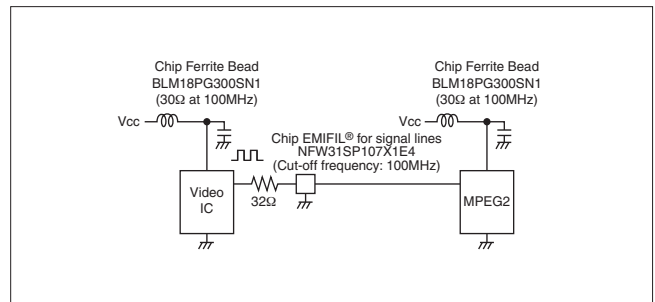 Chip Ferrite Bead
BLM18PG300SN1
(30Ω at 100MHz)
Vcc
Chip Ferrite Bead
BLM18PG300SN1
(30Ω at 100MHz)
Vcc
Chip EMIFIL® for signal lines
NFW31SP107X1E4
(Cut-off frequency: 100MHz)
Video
IC
32Ω
MPEG2